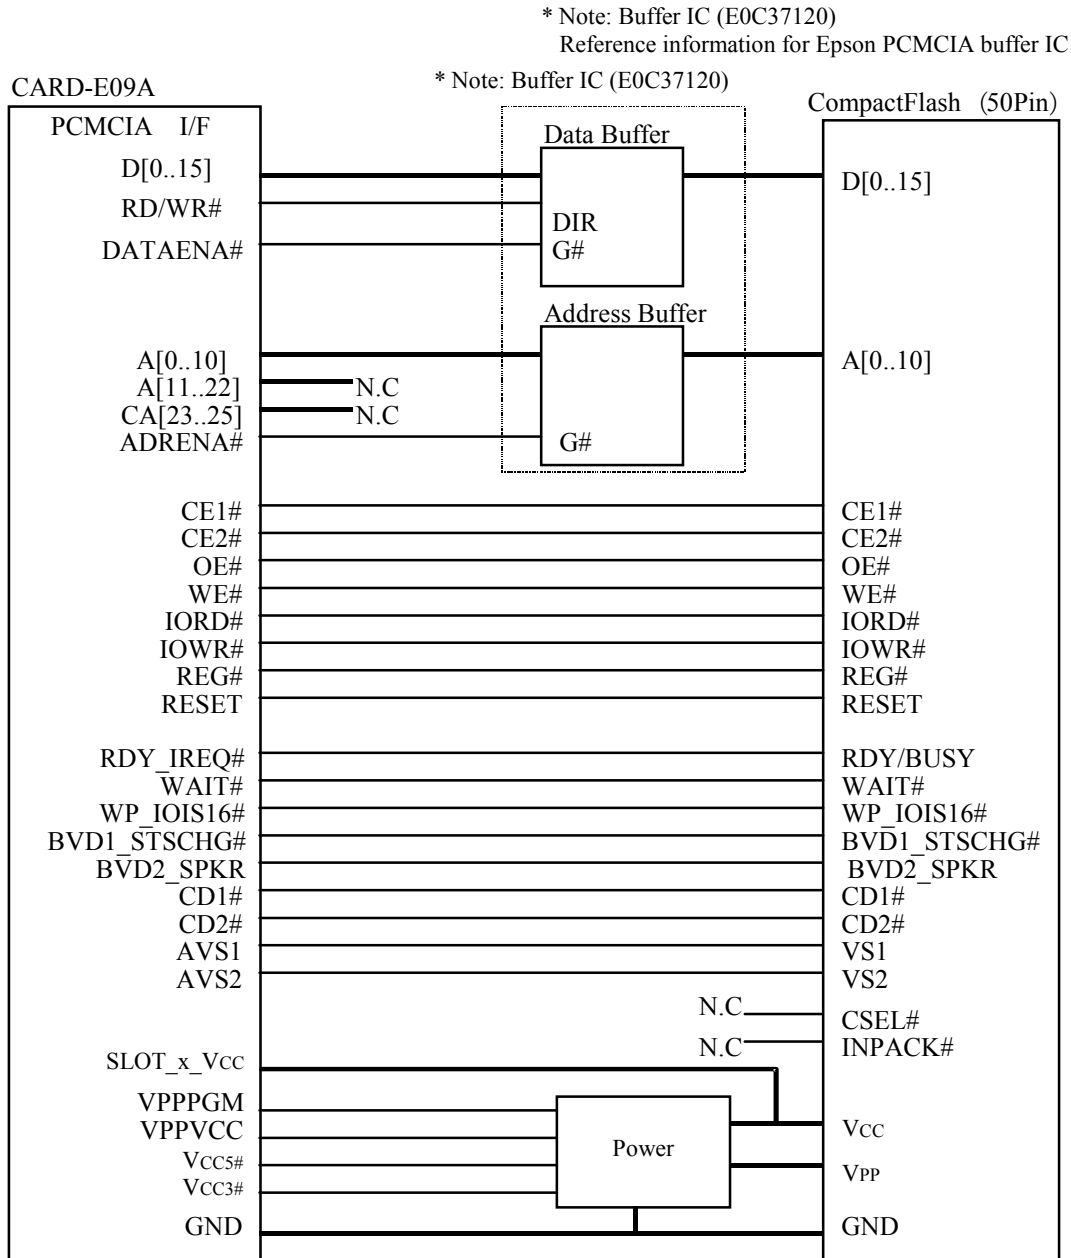 * Note: Buffer IC (E0C37120)
Reference information for Epson PCMCIA buffer IC
* Note: Buffer IC (E0C37120)
CARD-E09A
CompactFlash (50Pin)
PCMCIA I/F
Data Buffer
D[0..15]
D[0..15]
RD/WR#
DIR
DATAENA#
G#
Address Buffer
A[0..10]
A[0..10]
A[11..22]
N.C
CA[23..25]
N.C
ADRENA#
G#
CE1#
CE1#
CE2#
CE2#
OE#
OE#
WE#
WE#
IORD#
IORD#
IOWR#
IOWR#
REG#
REG#
RESET
RESET
RDY_IREQ#
RDY/BUSY
WAIT#
WAIT#
WP_IOIS16#
WP_IOIS16#
BVD1_STSCHG#
BVD1_STSCHG#
BVD2_SPKR
BVD2_SPKR
CD1#
CD1#
CD2#
CD2#
AVS1
VS1
AVS2
VS2
N.C
CSEL#
N.C
INPACK#
SLOT_x_VCC
VPPPGM
VPPVCC
VCC
Power
VCC5#
VPP
VCC3#
GND
GND